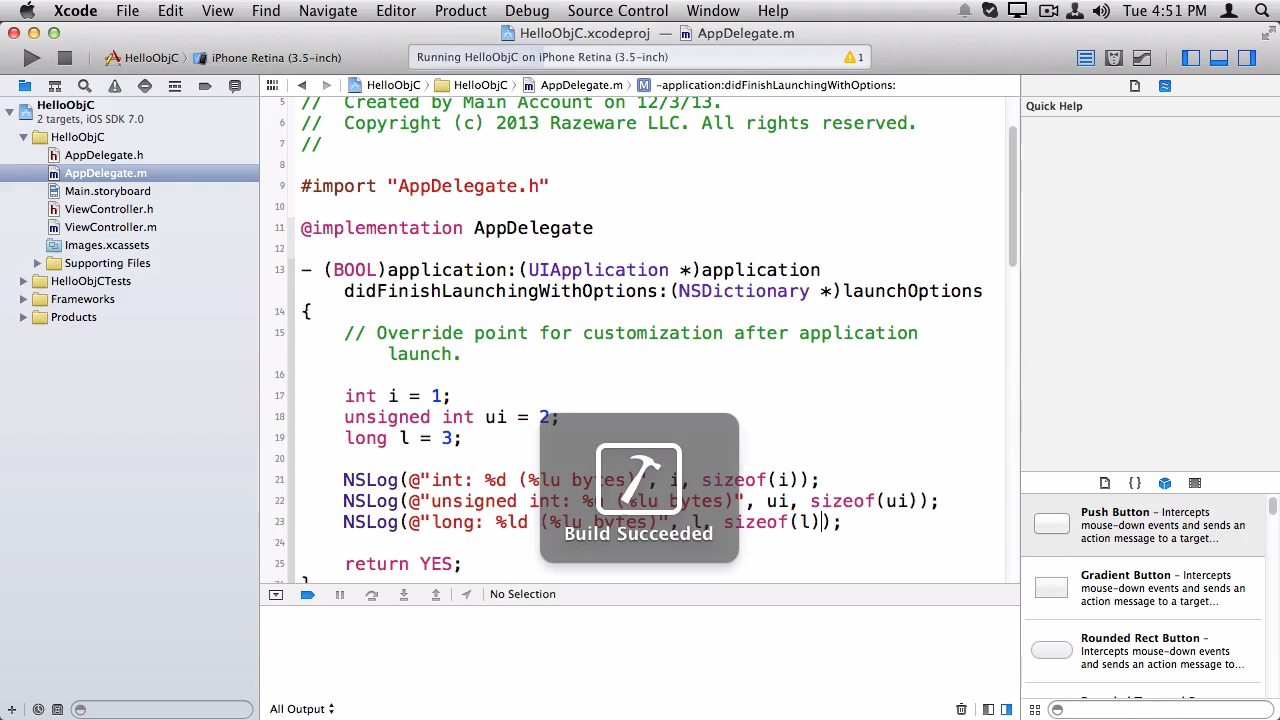 Xcode File Edit View Find Navigate Editor Product Debug Source Control Window Help Tue 4:51 PM
HelloObjC.xcodeproj — AppDelegate.m
HelloObjC iPhone Retina (3.5-inch) Running HelloObjC on iPhone Retina (3.5-inch) 1
HelloObjC HelloObjC AppDelegate.m -application:didFinishLaunchingWithOptions:
HelloObjC
2 targets, iOS SDK 7.0
HelloObjC
AppDelegate.h
AppDelegate.m
Main.storyboard
ViewController.h
ViewController.m
Images.xcassets
Supporting Files
HelloObjCTests
Frameworks
Products
5 // Created by Main Account on 12/3/13.
6 // Copyright (c) 2013 Razeware LLC. All rights reserved.
7 //
8
9 #import "AppDelegate.h"
10
11 @implementation AppDelegate
12
13 - (BOOL)application:(UIApplication *)application
didFinishLaunchingWithOptions:(NSDictionary *)launchOptions
14 {
15 // Override point for customization after application
launch.
16
17 int i = 1;
18 unsigned int ui = 2;
19 long l = 3;
20
21 NSLog(@"int: %d (%lu bytes)", i, sizeof(i));
22 NSLog(@"unsigned int: %u (%lu bytes)", ui, sizeof(ui));
23 NSLog(@"long: %ld (%lu bytes)", l, sizeof(l));
24
25 return YES;
26 }
Build Succeeded
No Selection
All Output
Quick Help
Push Button – Intercepts
mouse-down events and sends an
action message to a target...
Gradient Button – Intercepts
mouse-down events and sends an
action message to a target...
Rounded Rect Button –
Intercepts mouse-down events
and sends an action message to...